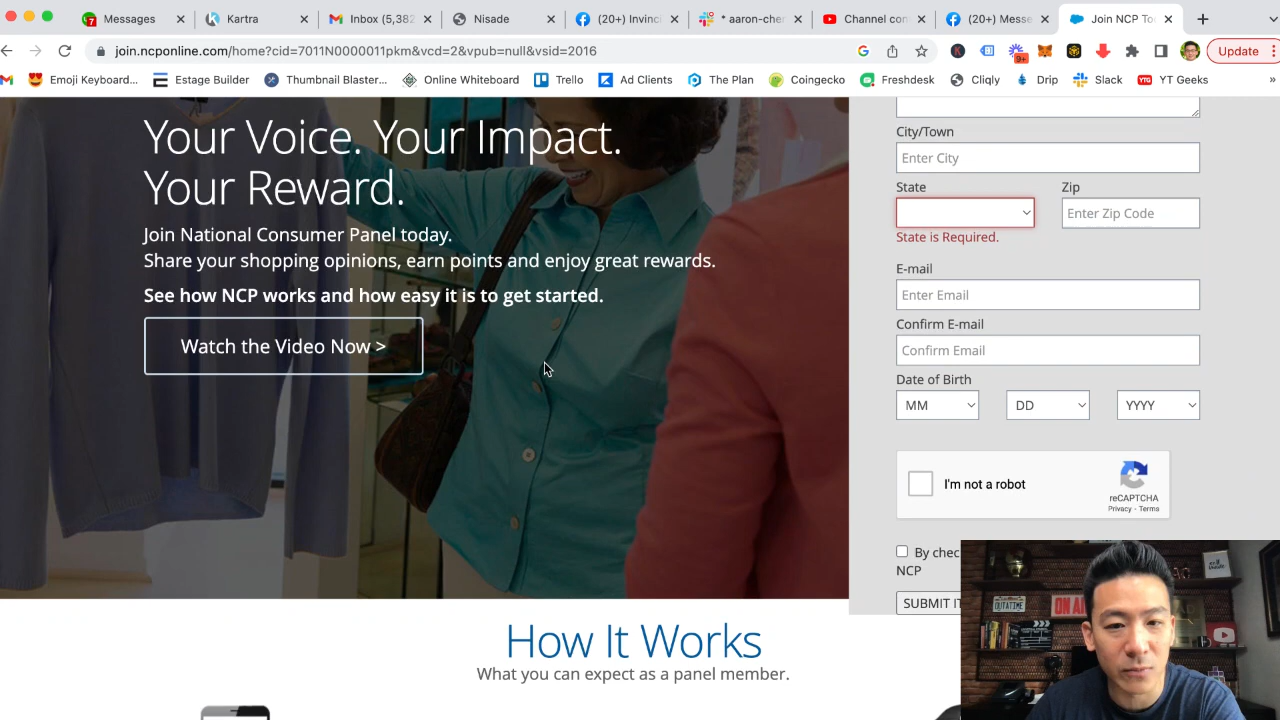 Messages
Kartra
Inbox (5,382
Nisade
(20+) Invinci
* aaron-che
Channel con
(20+) Messe
Join NCP To
join.ncponline.com/home?cid=7011N0000011pkm&vcd=2&vpub=null&vsid=2016
9+
Update
Emoji Keyboard...
Estage Builder
Thumbnail Blaster...
Online Whiteboard
Trello
Ad Clients
The Plan
Coingecko
Freshdesk
Cliqly
Drip
Slack
YTG
YT Geeks
»
Your Voice. Your Impact.
Your Reward.
Join National Consumer Panel today.
Share your shopping opinions, earn points and enjoy great rewards.
See how NCP works and how easy it is to get started.
Watch the Video Now >
City/Town
Enter City
State
Zip
Enter Zip Code
State is Required.
E-mail
Enter Email
Confirm E-mail
Confirm Email
Date of Birth
MM
DD
YYYY
I'm not a robot
reCAPTCHA
Privacy - Terms
By chec
NCP
SUBMIT I
OUTATIME
ON A
How It Works
What you can expect as a panel member.